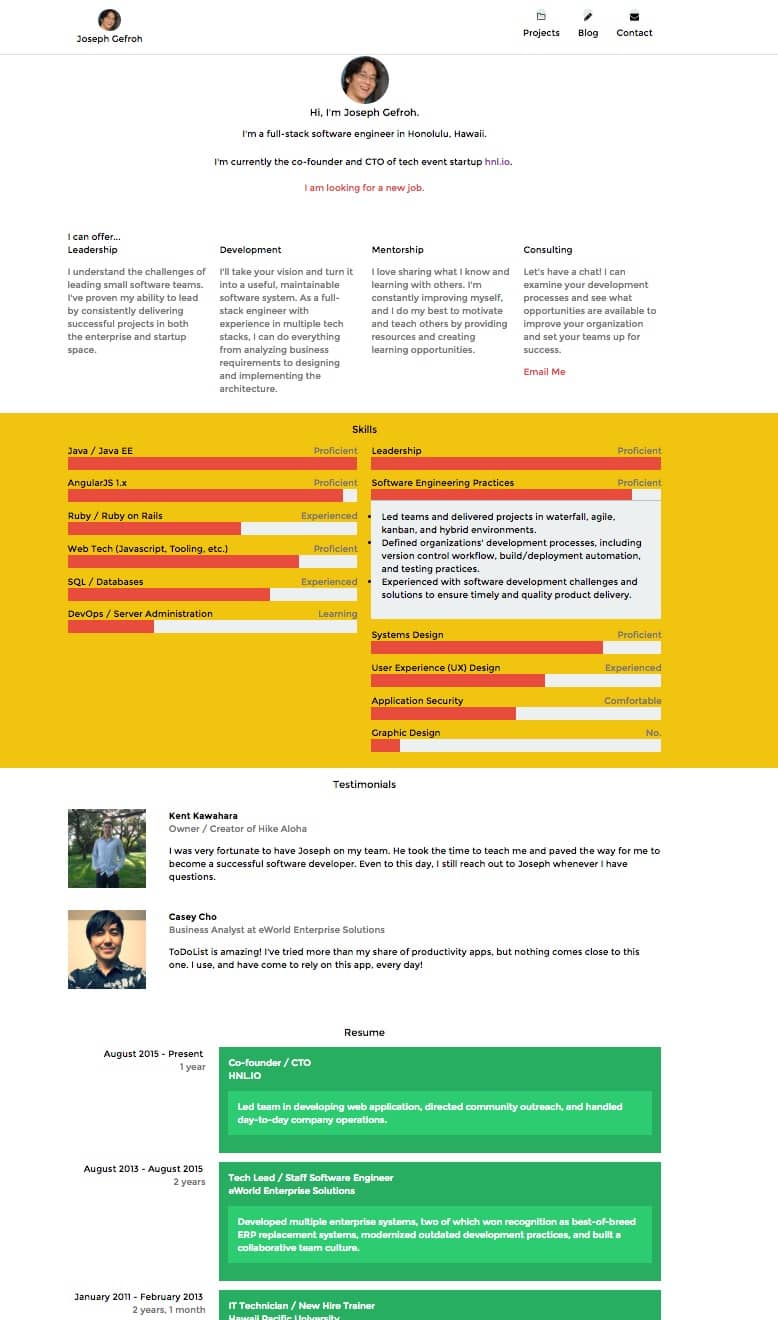 Joseph Gefroh
Projects Blog Contact
Hi, I'm Joseph Gefroh.
I'm a full-stack software engineer in Honolulu, Hawaii.
I'm currently the co-founder and CTO of tech event startup hnl.io.
I am looking for a new job.
I can offer...
Leadership
I understand the challenges of
leading small software teams.
I've proven my ability to lead
by consistently delivering
successful projects in both
the enterprise and startup
space.
Development
I'll take your vision and turn it
into a useful, maintainable
software system. As a full-
stack engineer with
experience in multiple tech
stacks, I can do everything
from analyzing business
requirements to designing
and implementing the
architecture.
Mentorship
I love sharing what I know and
learning with others. I'm
constantly improving myself,
and I do my best to motivate
and teach others by providing
resources and creating
learning opportunities.
Consulting
Let's have a chat! I can
examine your development
processes and see what
opportunities are available to
improve your organization
and set your teams up for
success.
Email Me
Skills
Java / Java EE Proficient
AngularJS 1.x Proficient
Ruby / Ruby on Rails Experienced
Web Tech (Javascript, Tooling, etc.) Proficient
SQL / Databases Experienced
DevOps / Server Administration Learning
Leadership Proficient
Software Engineering Practices Proficient
Led teams and delivered projects in waterfall, agile,
kanban, and hybrid environments.
Defined organizations' development processes, including
version control workflow, build/deployment automation,
and testing practices.
Experienced with software development challenges and
solutions to ensure timely and quality product delivery.
Systems Design Proficient
User Experience (UX) Design Experienced
Application Security Comfortable
Graphic Design No.
Testimonials
Kent Kawahara
Owner / Creator of Hike Aloha
I was very fortunate to have Joseph on my team. He took the time to teach me and paved the way for me to
become a successful software developer. Even to this day, I still reach out to Joseph whenever I have
questions.
Casey Cho
Business Analyst at eWorld Enterprise Solutions
ToDoList is amazing! I've tried more than my share of productivity apps, but nothing comes close to this
one. I use, and have come to rely on this app, every day!
Resume
August 2015 - Present
1 year
Co-founder / CTO
HNL.IO
Led team in developing web application, directed community outreach, and handled
day-to-day company operations.
August 2013 - August 2015
2 years
Tech Lead / Staff Software Engineer
eWorld Enterprise Solutions
Developed multiple enterprise systems, two of which won recognition as best-of-breed
ERP replacement systems, modernized outdated development practices, and built a
collaborative team culture.
January 2011 - February 2013
2 years, 1 month
IT Technician / New Hire Trainer
Hawaii Pacific University